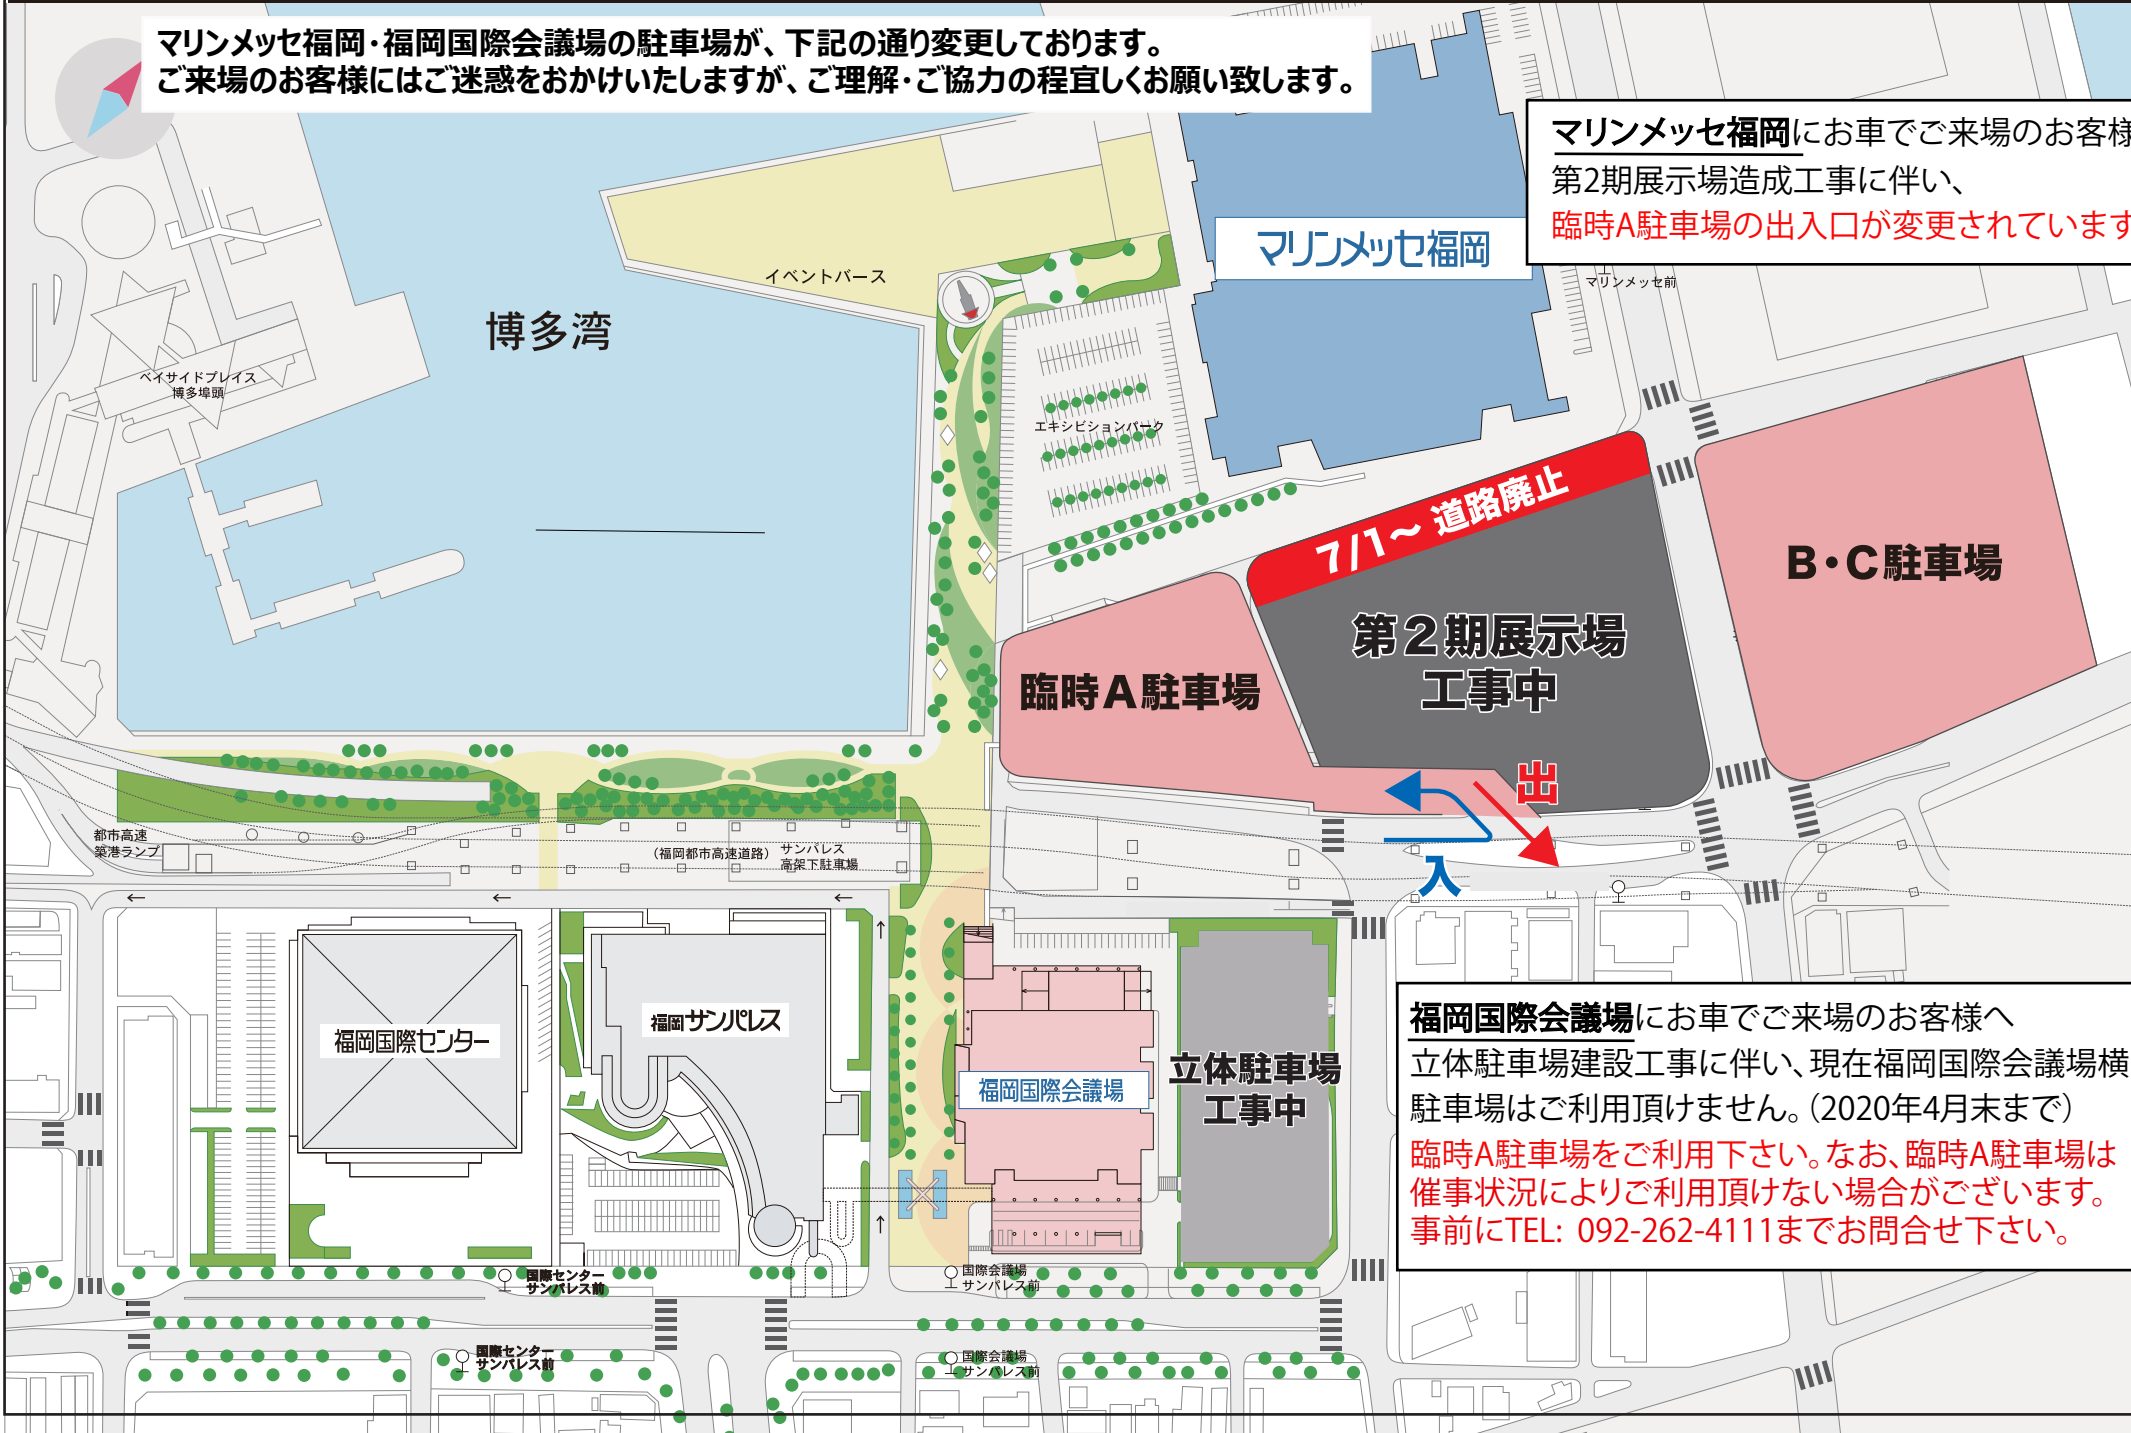 マリンメッセ福岡・福岡国際会議場の駐車場が、下記の通り変更しております。
ご来場のお客様にはご迷惑をおかけいたしますが、ご理解・ご協力の程宜しくお願い致します。
マリンメッセ福岡にお車でご来場のお客様
第2期展示場造成工事に伴い、
臨時A駐車場の出入口が変更されています
マリンメッセ福岡
マリンメッセ前
イベントバース
博多湾
ベイサイドプレイス
博多埠頭
エキシビションパーク
7/1～ 道路廃止
B・C駐車場
第2期展示場
工事中
臨時A駐車場
出
入
都市高速
築港ランプ
(福岡都市高速道路)
サンパレス
高架下駐車場
福岡国際センター
福岡サンパレス
福岡国際会議場
立体駐車場
工事中
福岡国際会議場にお車でご来場のお客様へ
立体駐車場建設工事に伴い、現在福岡国際会議場横
駐車場はご利用頂けません。(2020年4月末まで)
臨時A駐車場をご利用下さい。なお、臨時A駐車場は
催事状況によりご利用頂けない場合がございます。
事前にTEL: 092-262-4111までお問合せ下さい。
国際センター
サンパレス前
国際会議場
サンパレス前
国際センター
サンパレス前
国際会議場
サンパレス前